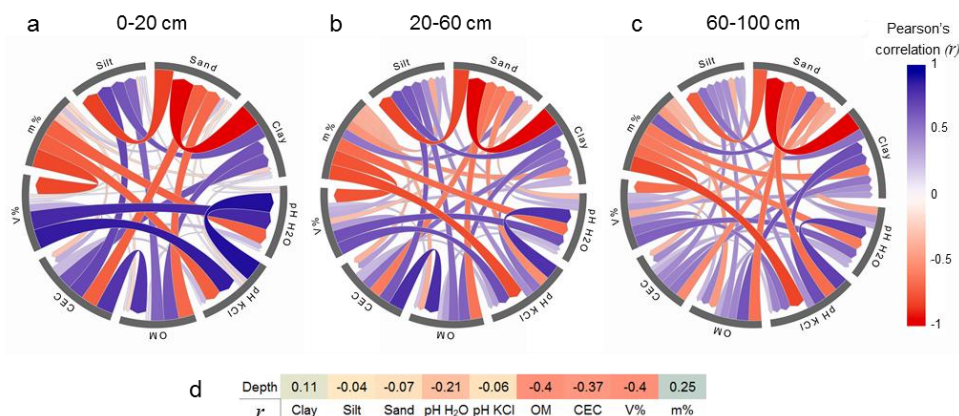 a 0-20 cm b 20-60 cm c 60-100 cm
Pearson's
correlation (r)
Silt Sand Clay pH H2O pH KCl OM CEC V% m%
Silt Sand Clay pH H2O pH KCl OM CEC V% m%
Silt Sand Clay pH H2O pH KCl OM CEC V% m%
1
0.5
0
-0.5
-1
d Depth 0.11 -0.04 -0.07 -0.21 -0.06 -0.4 -0.37 -0.4 0.25
r Clay Silt Sand pH H₂O pH KCl OM CEC V% m%